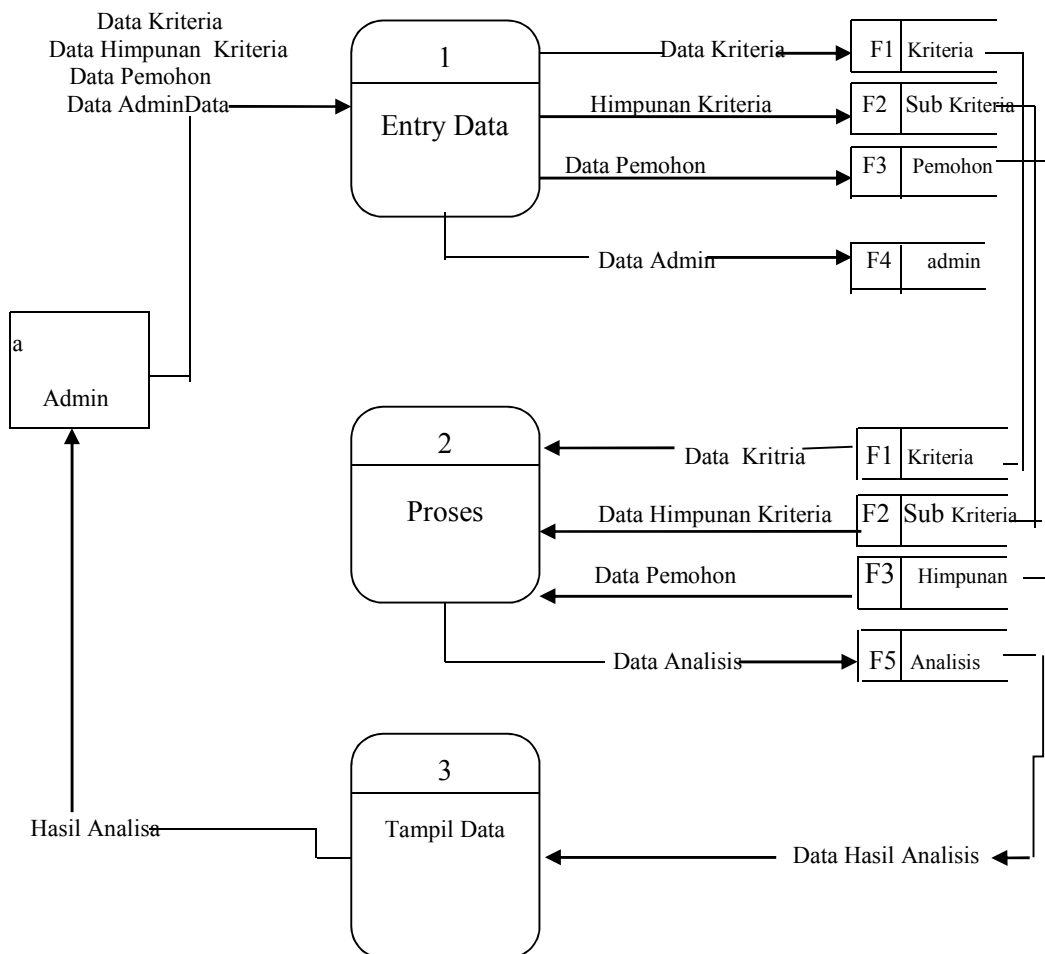 Data Kriteria
Data Himpunan Kriteria
Data Pemohon
Data AdminData
1
Entry Data
Data Kriteria
F1 Kriteria
Himpunan Kriteria
F2 Sub Kriteria
Data Pemohon
F3 Pemohon
Data Admin
F4 admin
a
Admin
2
Proses
Data Kritria
F1 Kriteria
Data Himpunan Kriteria
F2 Sub Kriteria
Data Pemohon
F3 Himpunan
Data Analisis
F5 Analisis
3
Tampil Data
Hasil Analisa
Data Hasil Analisis